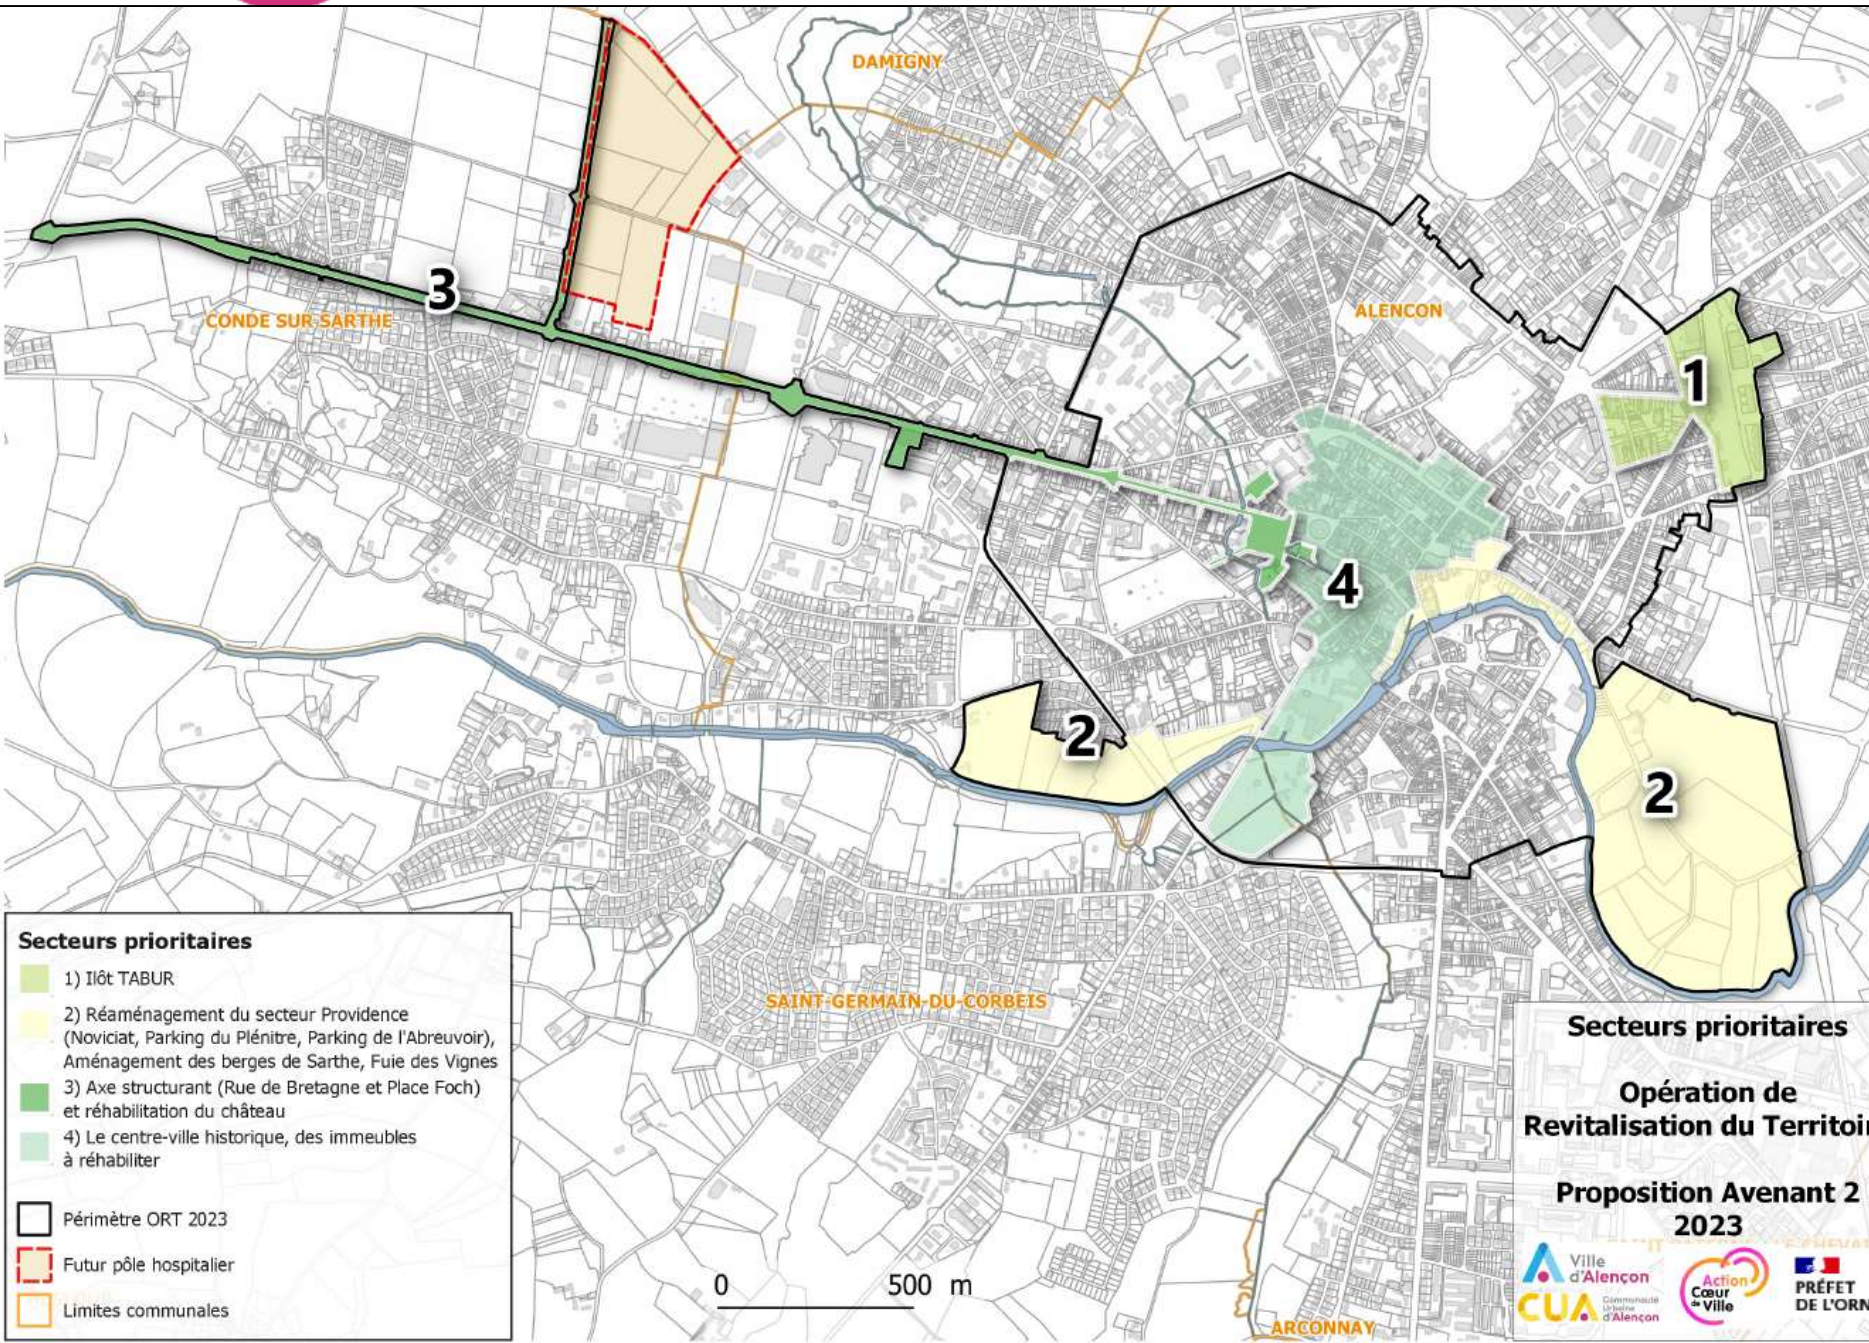 DAMIGNY
3
CONDE SUR SARTHE
ALENCON
1
4
2
2
SAINT-GERMAIN-DU-CORBEIS
ARCONNAY
Secteurs prioritaires
1) Ilôt TABUR
2) Réaménagement du secteur Providence
(Noviciat, Parking du Plénitre, Parking de l'Abreuvoir),
Aménagement des berges de Sarthe, Fuie des Vignes
3) Axe structurant (Rue de Bretagne et Place Foch)
et réhabilitation du château
4) Le centre-ville historique, des immeubles
à réhabiliter
Périmètre ORT 2023
Futur pôle hospitalier
Limites communales
0 500 m
Secteurs prioritaires
Opération de
Revitalisation du Territoir
Proposition Avenant 2
2023
Ville
d'Alençon
CUA
Communauté
Urbaine
d'Alençon
Action
Cœur
de Ville
PRÉFET
DE L'ORN